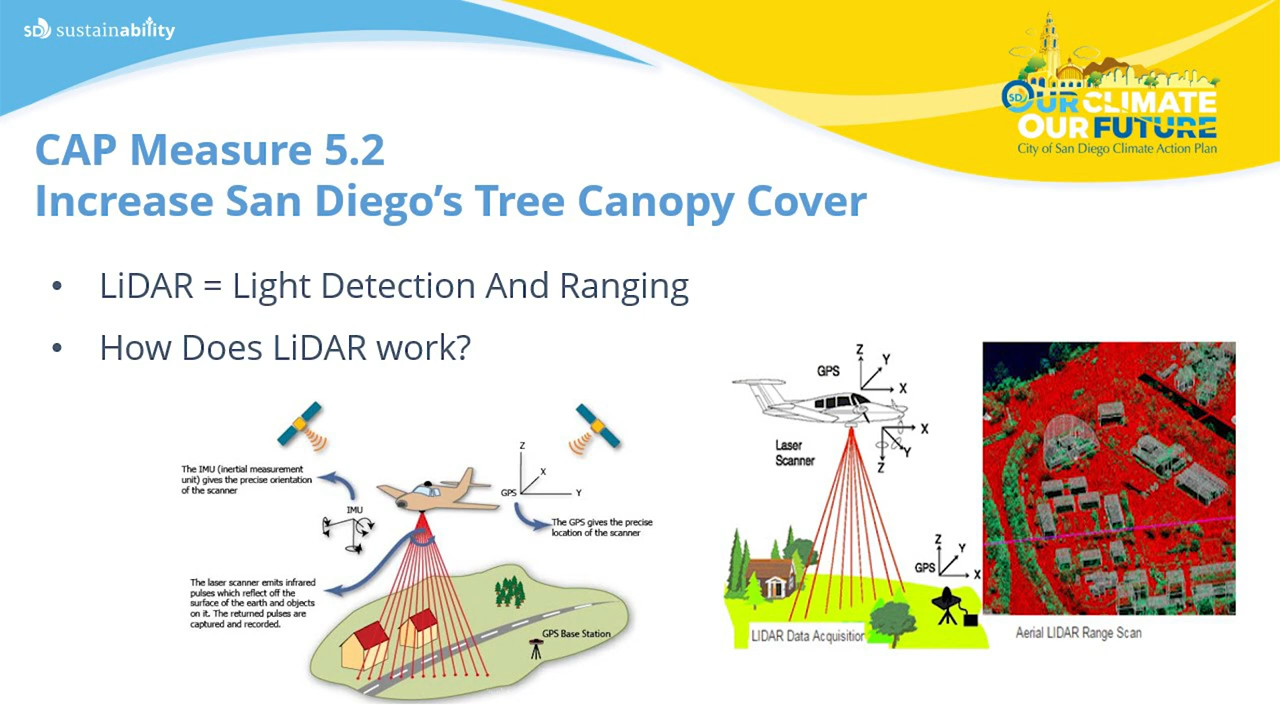 SD sustainability
SD
OUR CLIMATE
OUR FUTURE
City of San Diego Climate Action Plan
CAP Measure 5.2
Increase San Diego’s Tree Canopy Cover
• LiDAR = Light Detection And Ranging
• How Does LiDAR work?
The IMU (inertial measurement
unit) gives the precise orientation
of the scanner
IMU
Z
X
GPS
Y
The GPS gives the precise
location of the scanner
The laser scanner emits infrared
pulses which reflect off the
surface of the earth and objects
on it. The returned pulses are
captured and recorded.
GPS Base Station
Z
Y
GPS
X
Laser
Scanner
X
Y
Z
Z
Y
GPS
X
LIDAR Data Acquisition
Aerial LIDAR Range Scan